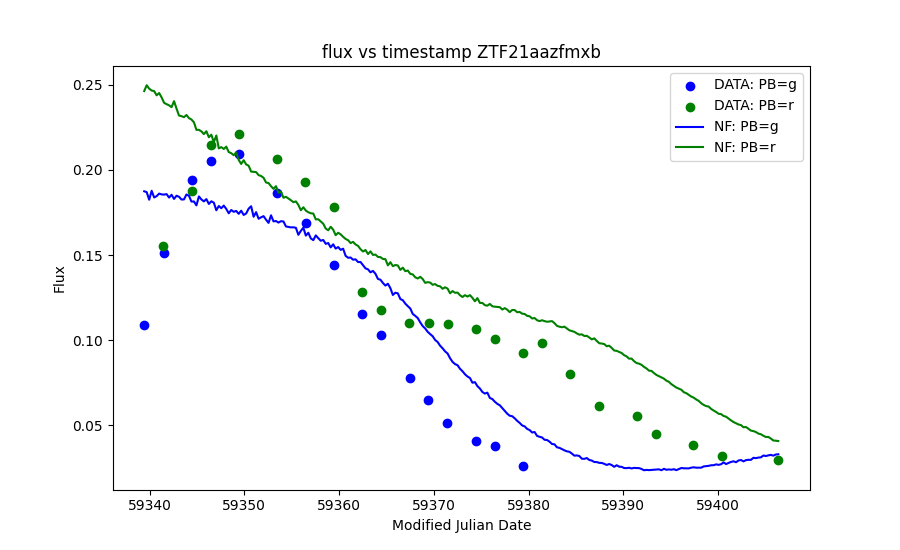 flux vs timestamp ZTF21aazfmxb
DATA: PB=g
DATA: PB=r
NF: PB=g
NF: PB=r
0.25
0.20
0.15
0.10
0.05
Flux
59340 59350 59360 59370 59380 59390 59400
Modified Julian Date